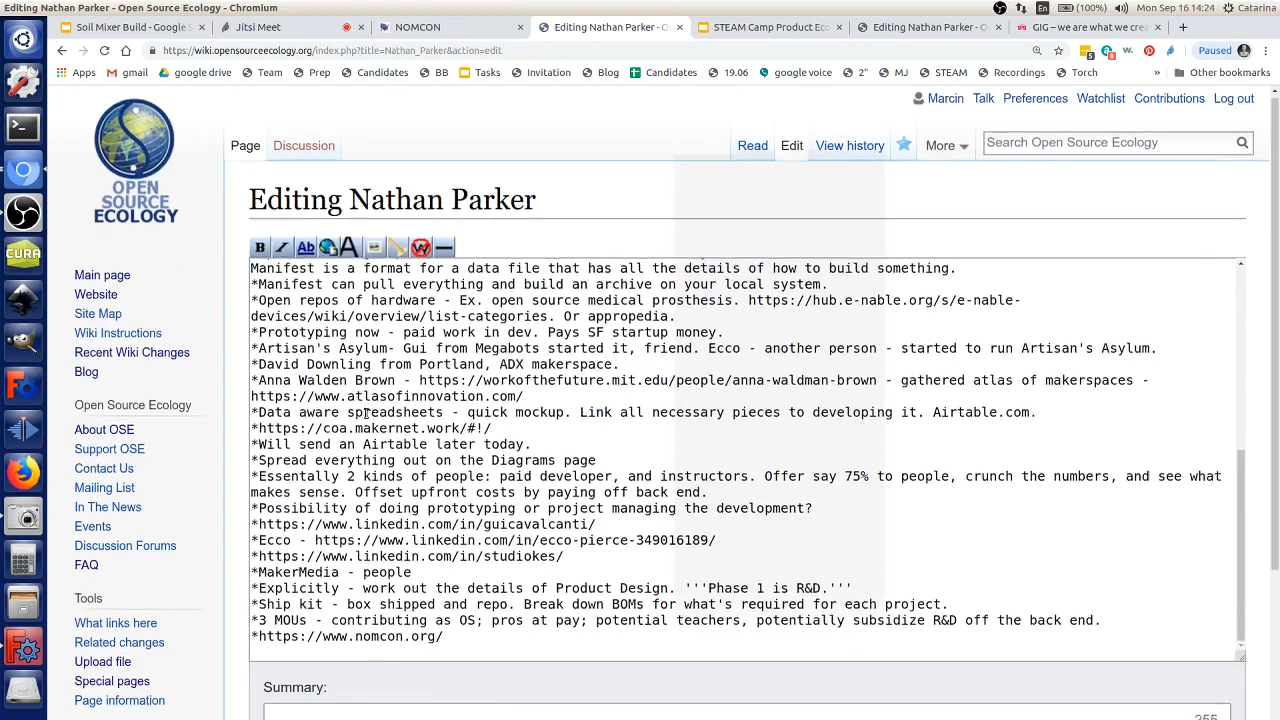 Editing Nathan Parker - Open Source Ecology - Chromium
En (100%) Mon Sep 16 14:24 Catarina
Soil Mixer Build - Google S × Jitsi Meet × NOMCON × Editing Nathan Parker - O × STEAM Camp Product Eco × Editing Nathan Parker - O × GIG – we are what we crea ×
https://wiki.opensourceecology.org/index.php?title=Nathan_Parker&action=edit Paused
Apps gmail google drive Team Prep Candidates BB Tasks Invitation Blog Candidates 19.06 google voice 2" MJ STEAM Recordings Torch » Other bookmarks
Marcin Talk Preferences Watchlist Contributions Log out
Page Discussion Read Edit View history More Search Open Source Ecology
OPEN
SOURCE
ECOLOGY
Editing Nathan Parker
Manifest is a format for a data file that has all the details of how to build something.
*Manifest can pull everything and build an archive on your local system.
*Open repos of hardware - Ex. open source medical prosthesis. https://hub.e-nable.org/s/e-nable-
devices/wiki/overview/list-categories. Or appropedia.
*Prototyping now - paid work in dev. Pays SF startup money.
*Artisan's Asylum- Gui from Megabots started it, friend. Ecco - another person - started to run Artisan's Asylum.
*David Downling from Portland, ADX makerspace.
*Anna Walden Brown - https://workofthefuture.mit.edu/people/anna-waldman-brown - gathered atlas of makerspaces -
https://www.atlasofinnovation.com/
*Data aware spreadsheets - quick mockup. Link all necessary pieces to developing it. Airtable.com.
*https://coa.makernet.work/#!/
*Will send an Airtable later today.
*Spread everything out on the Diagrams page
*Essentally 2 kinds of people: paid developer, and instructors. Offer say 75% to people, crunch the numbers, and see what
makes sense. Offset upfront costs by paying off back end.
*Possibility of doing prototyping or project managing the development?
*https://www.linkedin.com/in/guicavalcanti/
*Ecco - https://www.linkedin.com/in/ecco-pierce-349016189/
*https://www.linkedin.com/in/studiokes/
*MakerMedia - people
*Explicitly - work out the details of Product Design. '''Phase 1 is R&D.'''
*Ship kit - box shipped and repo. Break down BOMs for what's required for each project.
*3 MOUs - contributing as OS; pros at pay; potential teachers, potentially subsidize R&D off the back end.
*https://www.nomcon.org/
Summary:
255
Main page
Website
Site Map
Wiki Instructions
Recent Wiki Changes
Blog
Open Source Ecology
About OSE
Support OSE
Contact Us
Mailing List
In The News
Events
Discussion Forums
FAQ
Tools
What links here
Related changes
Upload file
Special pages
Page information
CURA